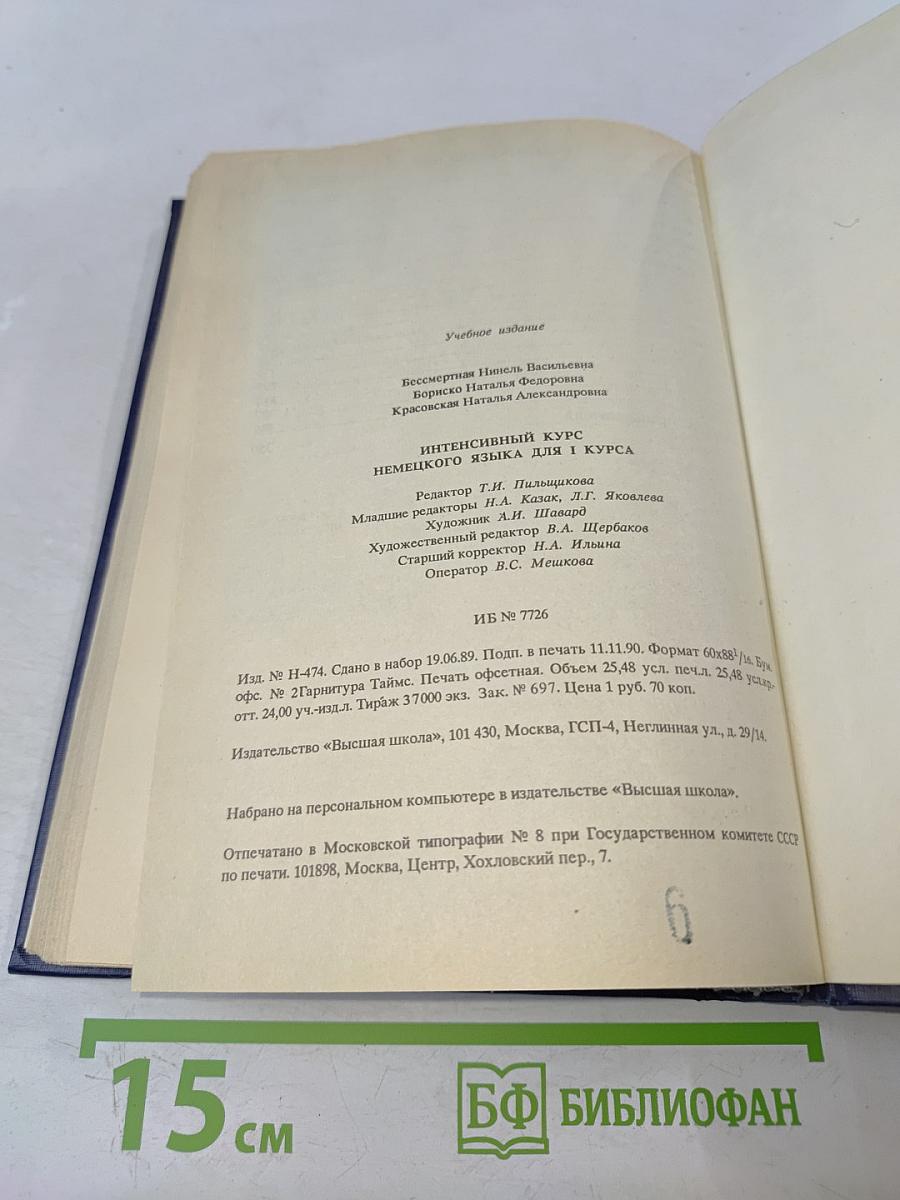 Учебное издание
Бессмертная Нинель Васильевна
Бориско Наталья Федоровна
Красовская Наталья Александровна
ИНТЕНСИВНЫЙ КУРС
НЕМЕЦКОГО ЯЗЫКА ДЛЯ I КУРСА
Редактор Т.И. Пильщикова
Младшие редакторы Н.А. Казак, Л.Г. Яковлева
Художник А.И. Шавард
Художественный редактор В.А. Щербаков
Старший корректор Н.А. Ильина
Оператор В.С. Мешкова
ИБ № 7726
Изд. № Н-474. Сдано в набор 19.06.89. Подп. в печать 11.11.90. Формат 60х88¹/₁₆. Бум.
офс. № 2Гарнитура Таймс. Печать офсетная. Объем 25,48 усл. печ.л. 25,48 усл.кр.-
отт. 24,00 уч.-изд.л. Тираж 37000 экз. Зак. № 697. Цена 1 руб. 70 коп.
Издательство «Высшая школа», 101 430, Москва, ГСП-4, Неглинная ул., д. 29/14.
Набрано на персональном компьютере в издательстве «Высшая школа».
Отпечатано в Московской типографии № 8 при Государственном комитете СССР
по печати. 101898, Москва, Центр, Хохловский пер., 7.
6
15 см
БФ БИБЛИОФАН